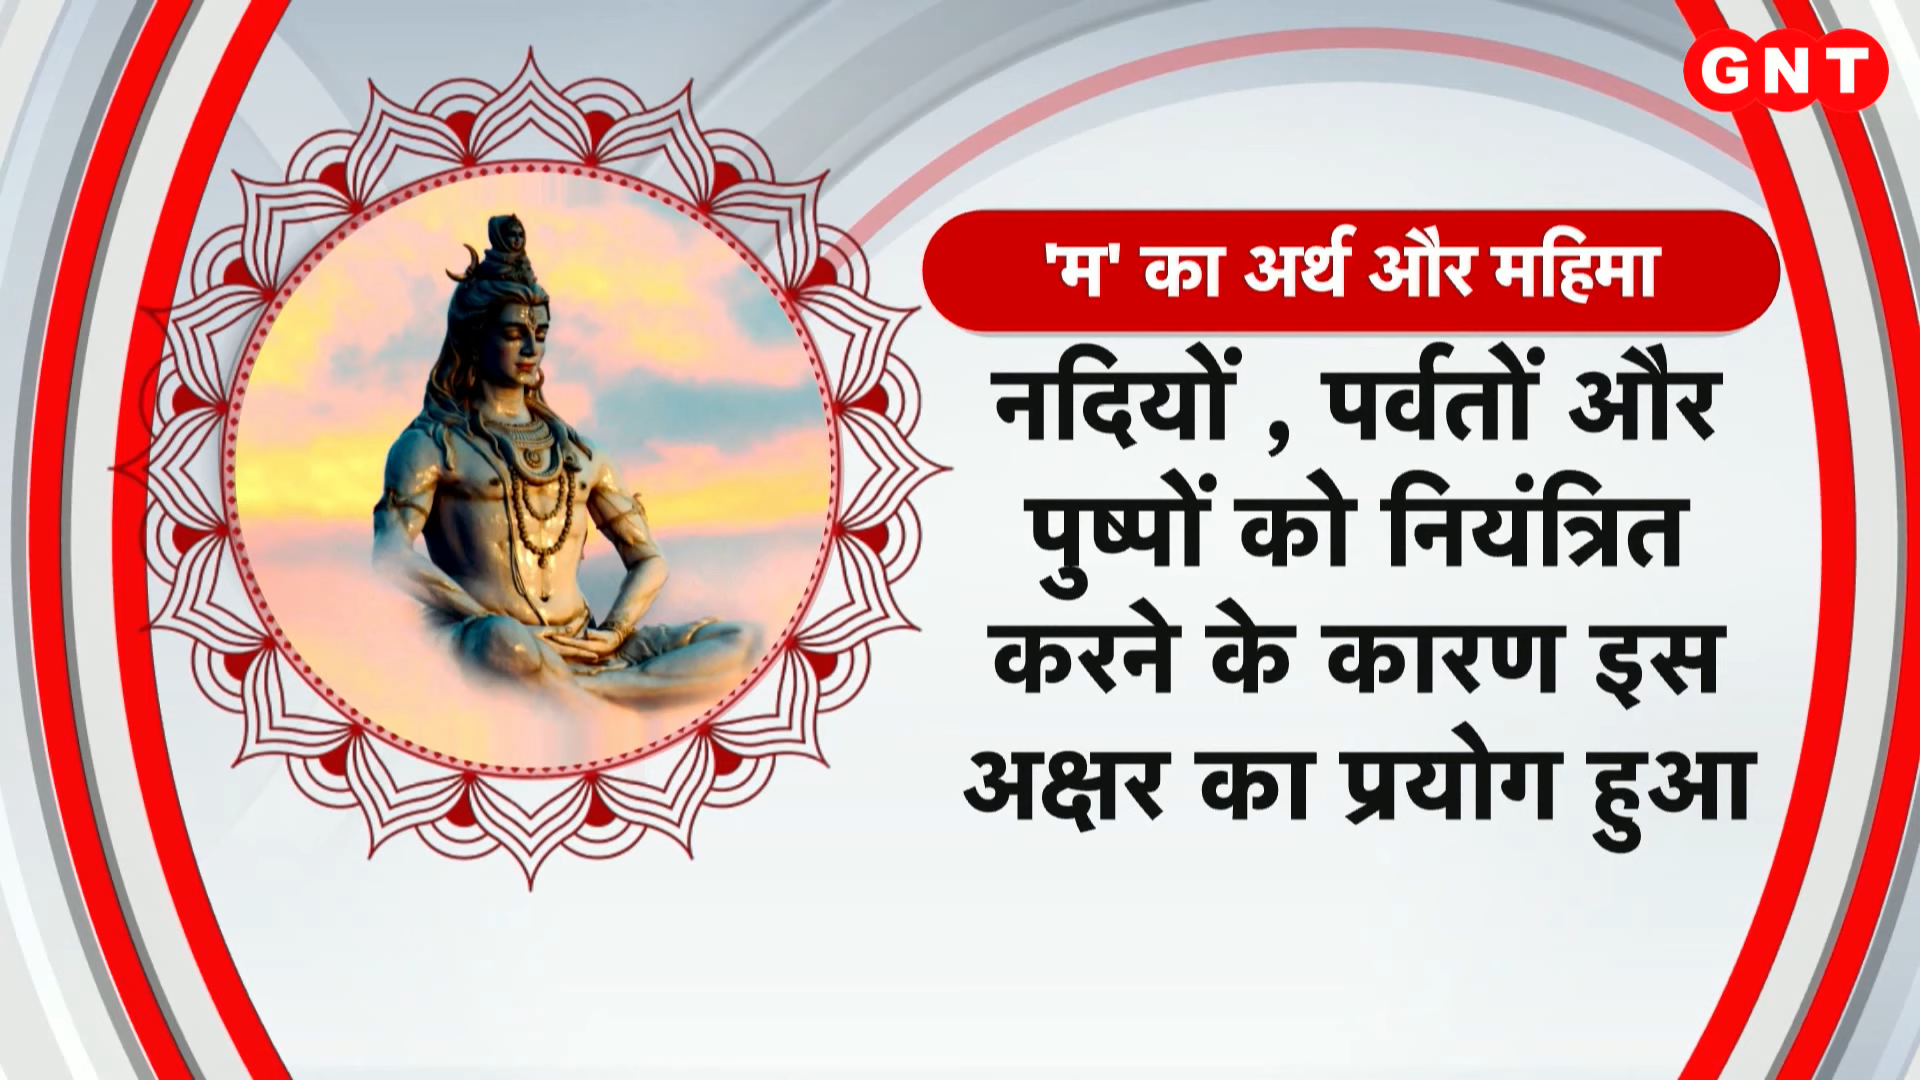 GNT
'म' का अर्थ और महिमा
नदियों , पर्वतों और
पुष्पों को नियंत्रित
करने के कारण इस
अक्षर का प्रयोग हुआ